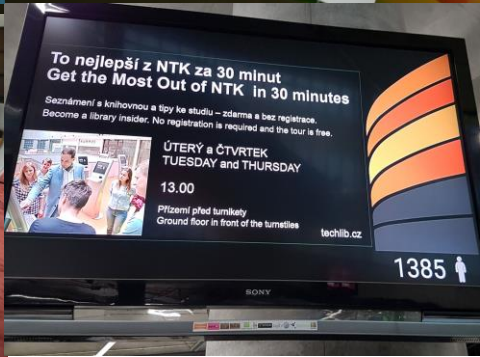 To nejlepší z NTK za 30 minut
Get the Most Out of NTK in 30 minutes
Seznámení s knihovnou a tipy ke studiu – zdarma a bez registrace.
Become a library insider. No registration is required and the tour is free.
ÚTERÝ a ČTVRTEK
TUESDAY and THURSDAY
13.00
Přízemí před turnikety
Ground floor in front of the turnstiles
techlib.cz
1385
SONY